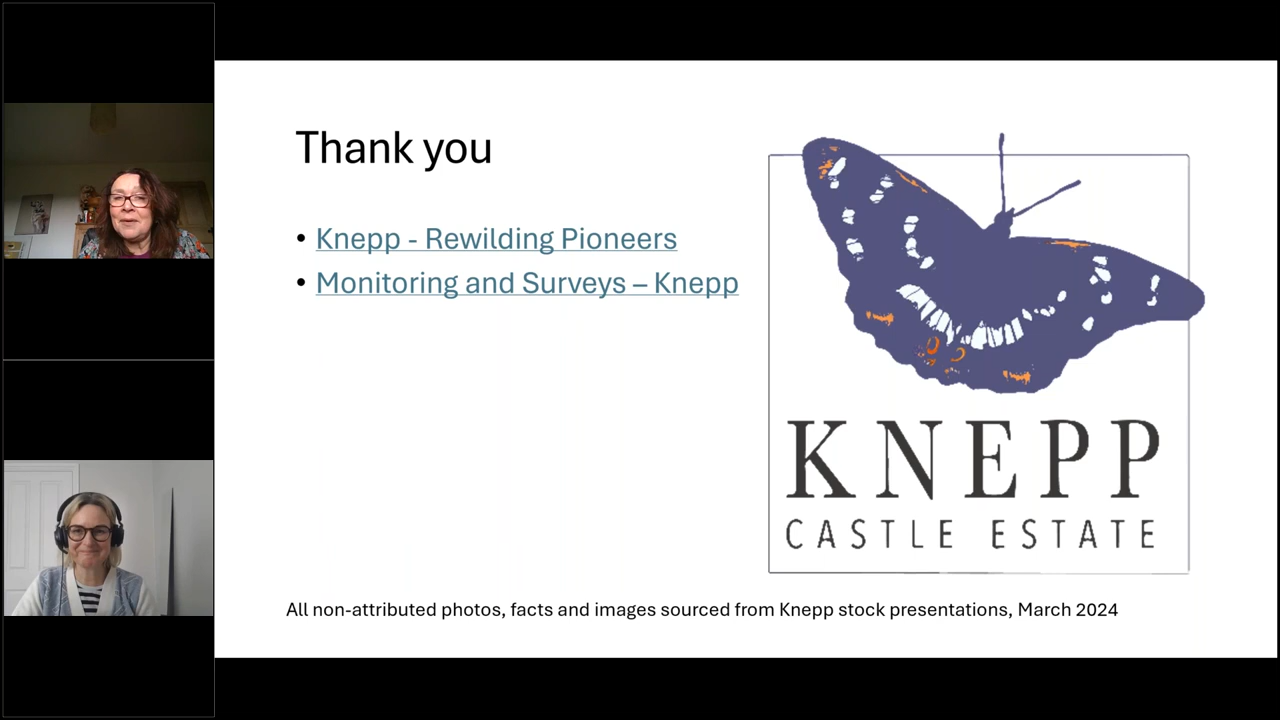 Thank you
• Knepp - Rewilding Pioneers
• Monitoring and Surveys – Knepp
KNEPP
CASTLE ESTATE
All non-attributed photos, facts and images sourced from Knepp stock presentations, March 2024